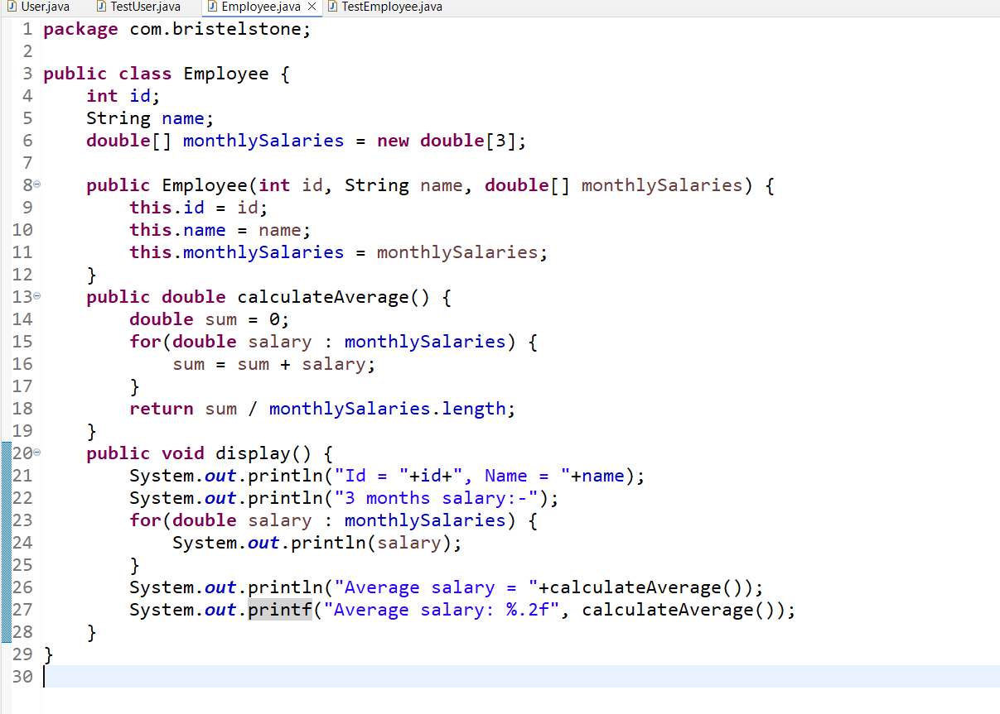 User.java TestUser.java Employee.java TestEmployee.java
1 package com.bristelstone;
2
3 public class Employee {
4     int id;
5     String name;
6     double[] monthlySalaries = new double[3];
7
8     public Employee(int id, String name, double[] monthlySalaries) {
9         this.id = id;
10         this.name = name;
11         this.monthlySalaries = monthlySalaries;
12     }
13     public double calculateAverage() {
14         double sum = 0;
15         for(double salary : monthlySalaries) {
16             sum = sum + salary;
17         }
18         return sum / monthlySalaries.length;
19     }
20     public void display() {
21         System.out.println("Id = "+id+", Name = "+name);
22         System.out.println("3 months salary:-");
23         for(double salary : monthlySalaries) {
24             System.out.println(salary);
25         }
26         System.out.println("Average salary = "+calculateAverage());
27         System.out.printf("Average salary: %.2f", calculateAverage());
28     }
29 }
30